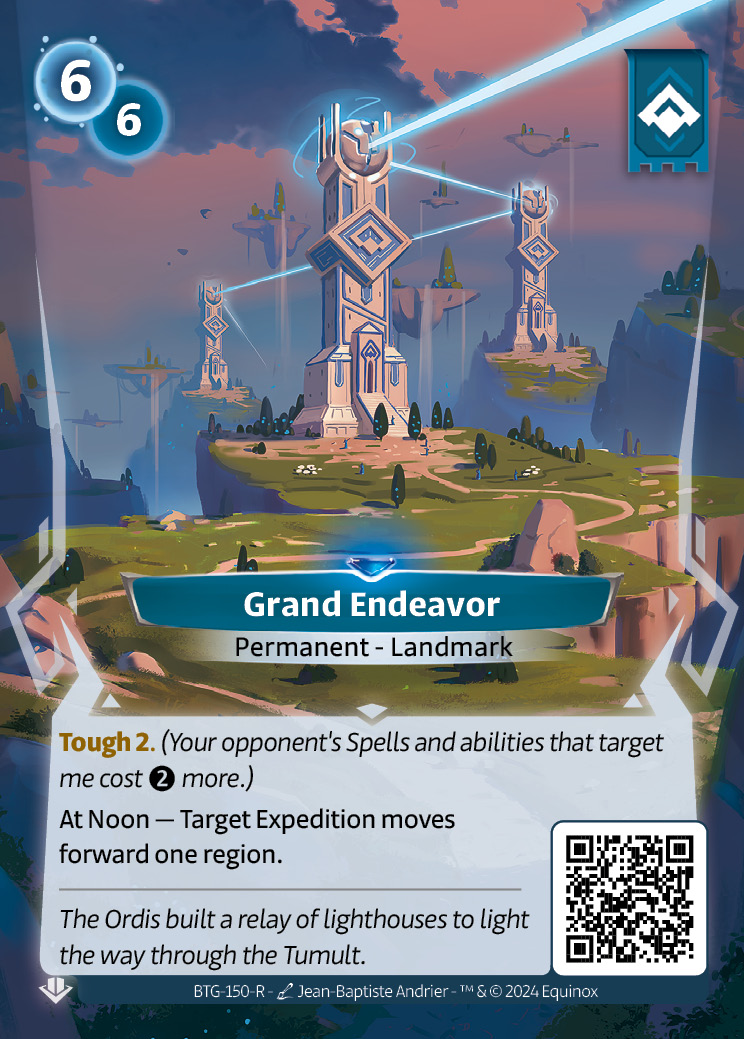 6
6
Grand Endeavor
Permanent - Landmark
Tough 2. (Your opponent's Spells and abilities that target
me cost 2 more.)
At Noon — Target Expedition moves
forward one region.
The Ordis built a relay of lighthouses to light
the way through the Tumult.
BTG-150-R - Jean-Baptiste Andrier - ™ & © 2024 Equinox